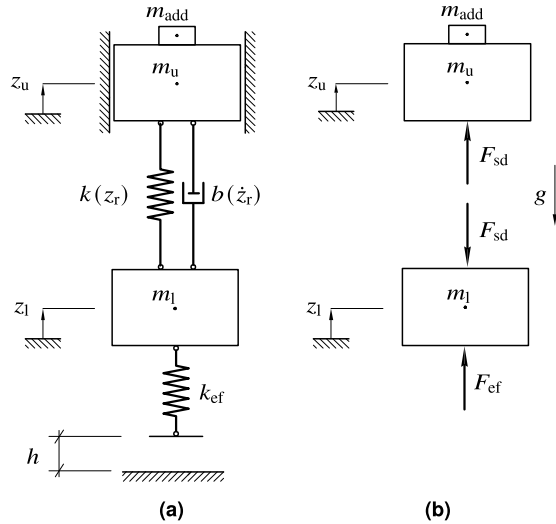 m_add m_add
z_u m_u z_u m_u
F_sd
k(z_r) b(ż_r) g
F_sd
z_l m_l z_l m_l
k_ef F_ef
h
(a) (b)